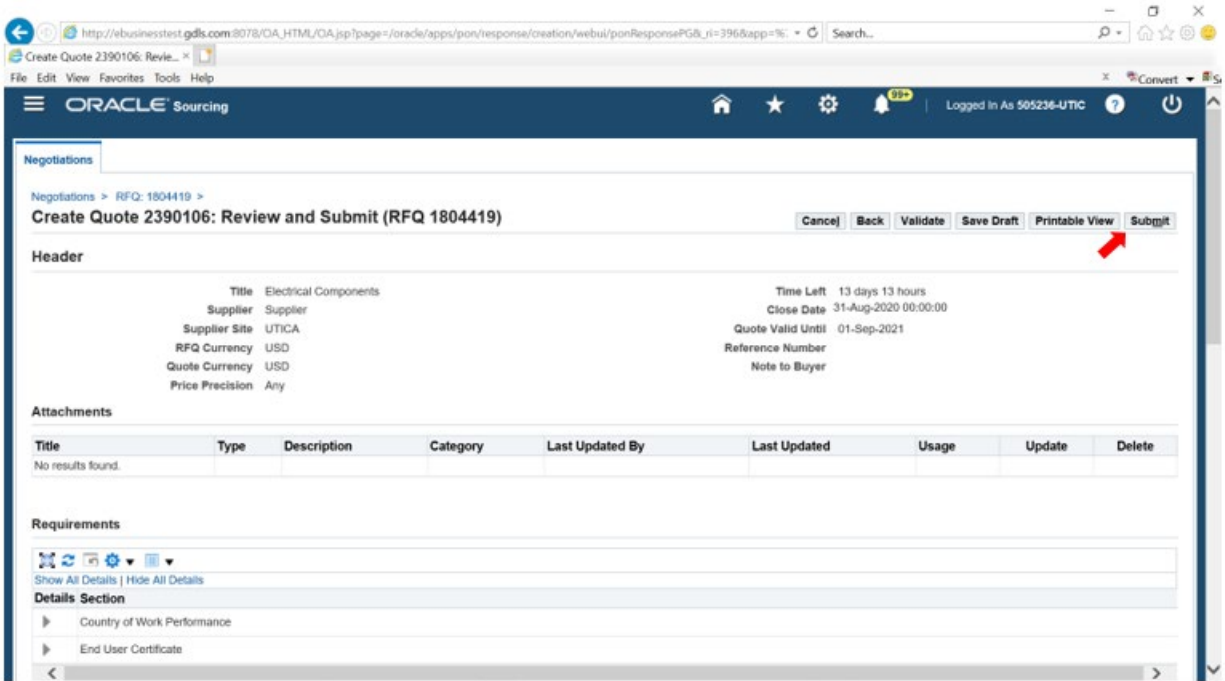 http://ebusinesstest.gdls.com:8078/OA_HTML/OA.jsp?page=/oracle/apps/pon/response/creation/webui/ponResponsePG&_ri=396&app=%: Search...
Create Quote 2390106: Revie...
File Edit View Favorites Tools Help
x Convert
ORACLE Sourcing
99+
Logged In As 505236-UTIC ?
Negotiations
Negotiations > RFQ: 1804419 >
Create Quote 2390106: Review and Submit (RFQ 1804419)
Cancel Back Validate Save Draft Printable View Submit
Header
Title Electrical Components
Supplier Supplier
Supplier Site UTICA
RFQ Currency USD
Quote Currency USD
Price Precision Any
Time Left 13 days 13 hours
Close Date 31-Aug-2020 00:00:00
Quote Valid Until 01-Sep-2021
Reference Number
Note to Buyer
Attachments
Title Type Description Category Last Updated By Last Updated Usage Update Delete
No results found.
Requirements
Show All Details | Hide All Details
Details Section
Country of Work Performance
End User Certificate